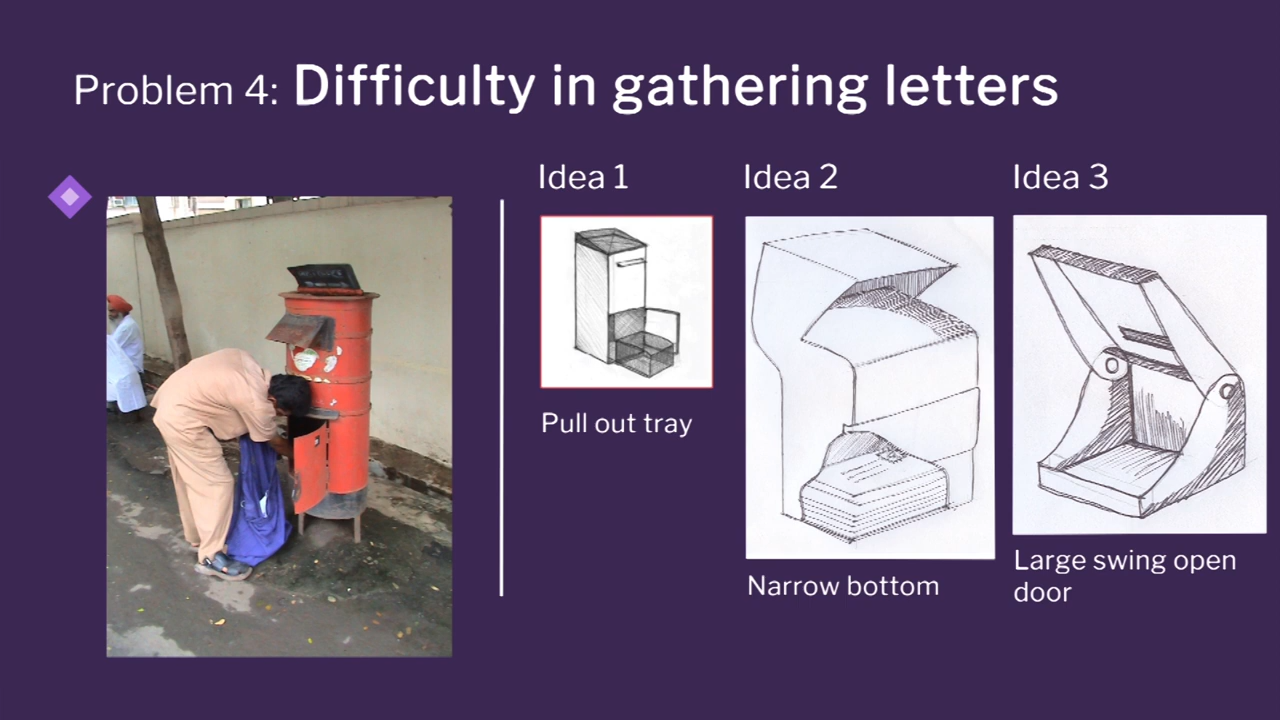 Problem 4: Difficulty in gathering letters
Idea 1
Idea 2
Idea 3
Pull out tray
Narrow bottom
Large swing open
door